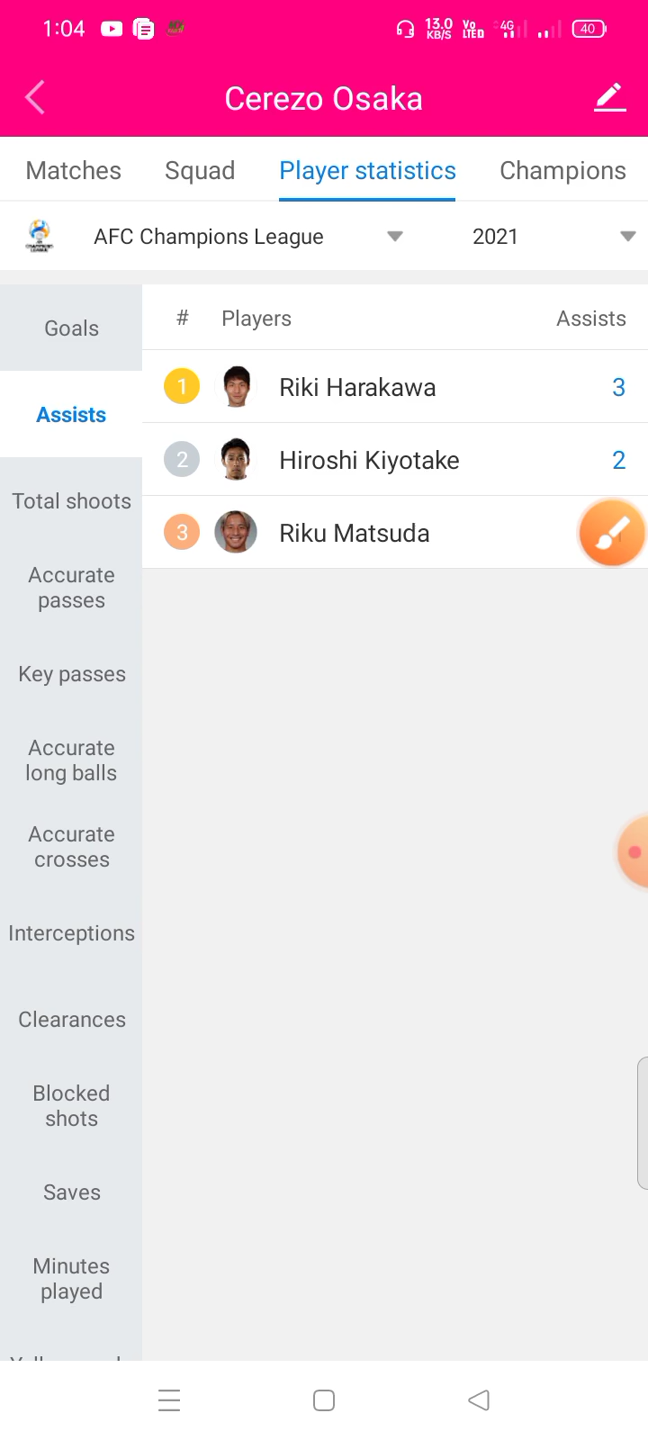 1:04
13.0 KB/S
Vo LTED
4G
40
Cerezo Osaka
Matches Squad Player statistics Champions
AFC Champions League 2021
Goals
# Players Assists
1 Riki Harakawa 3
Assists
2 Hiroshi Kiyotake 2
Total shoots
3 Riku Matsuda
Accurate
passes
Key passes
Accurate
long balls
Accurate
crosses
Interceptions
Clearances
Blocked
shots
Saves
Minutes
played